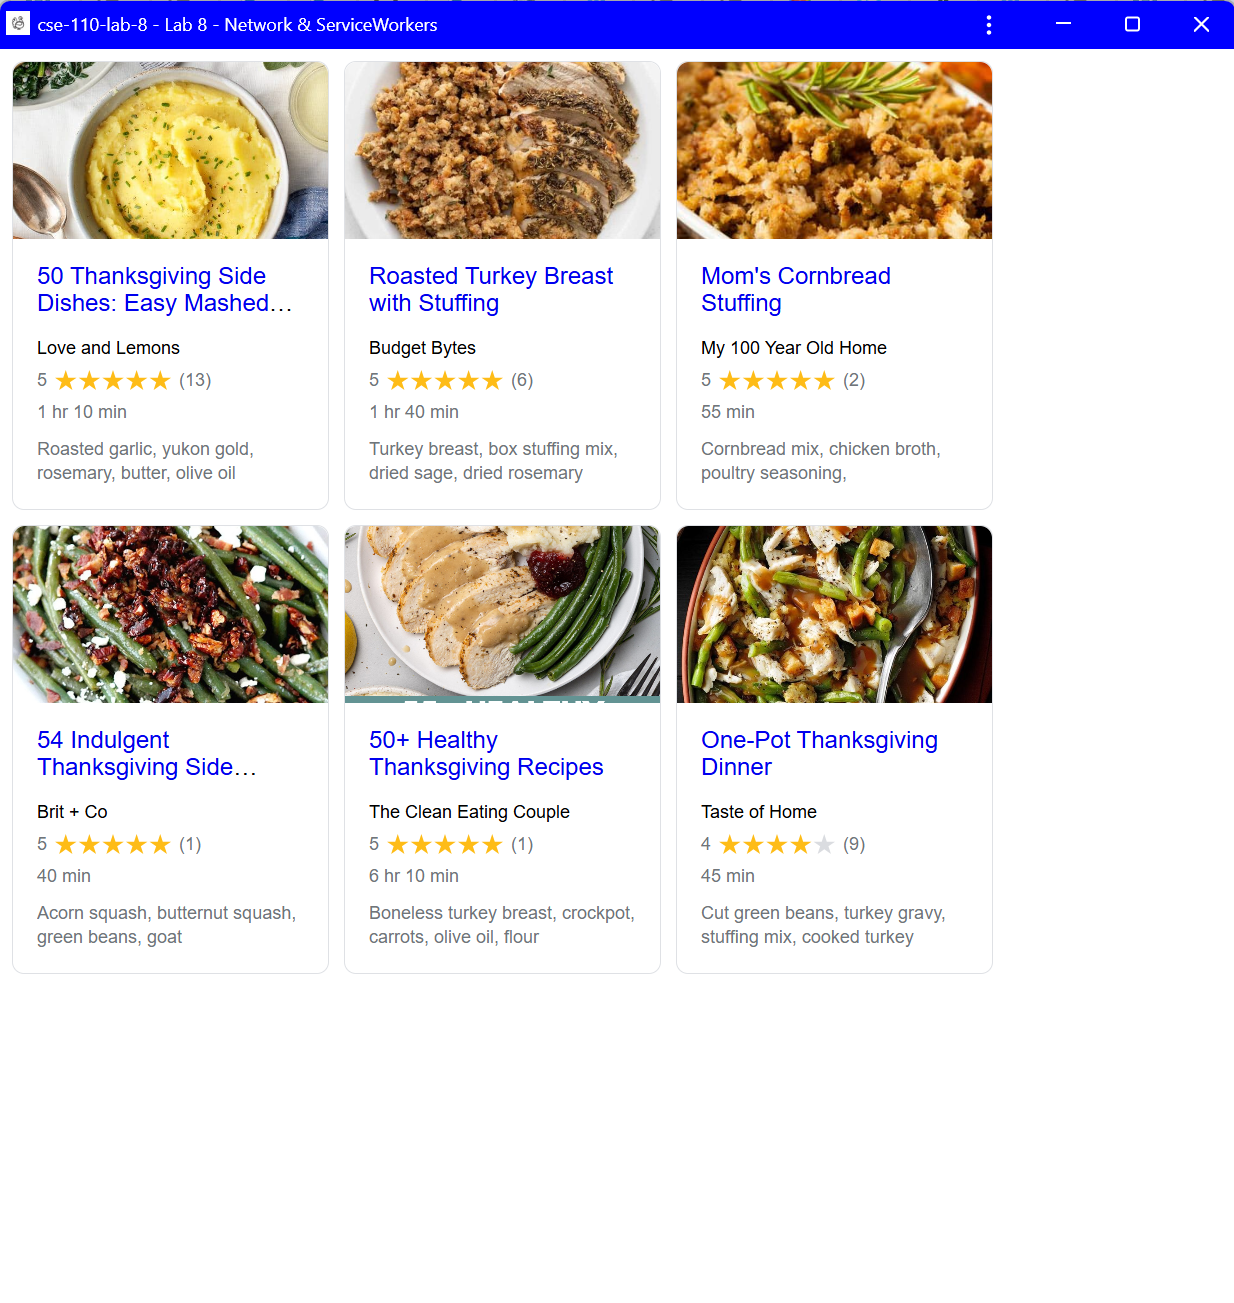 cse-110-lab-8 - Lab 8 - Network & ServiceWorkers
50 Thanksgiving Side
Dishes: Easy Mashed…
Love and Lemons
5 ★★★★★ (13)
1 hr 10 min
Roasted garlic, yukon gold,
rosemary, butter, olive oil
Roasted Turkey Breast
with Stuffing
Budget Bytes
5 ★★★★★ (6)
1 hr 40 min
Turkey breast, box stuffing mix,
dried sage, dried rosemary
Mom's Cornbread
Stuffing
My 100 Year Old Home
5 ★★★★★ (2)
55 min
Cornbread mix, chicken broth,
poultry seasoning,
54 Indulgent
Thanksgiving Side…
Brit + Co
5 ★★★★★ (1)
40 min
Acorn squash, butternut squash,
green beans, goat
50+ Healthy
Thanksgiving Recipes
The Clean Eating Couple
5 ★★★★★ (1)
6 hr 10 min
Boneless turkey breast, crockpot,
carrots, olive oil, flour
One-Pot Thanksgiving
Dinner
Taste of Home
4 ★★★★★ (9)
45 min
Cut green beans, turkey gravy,
stuffing mix, cooked turkey